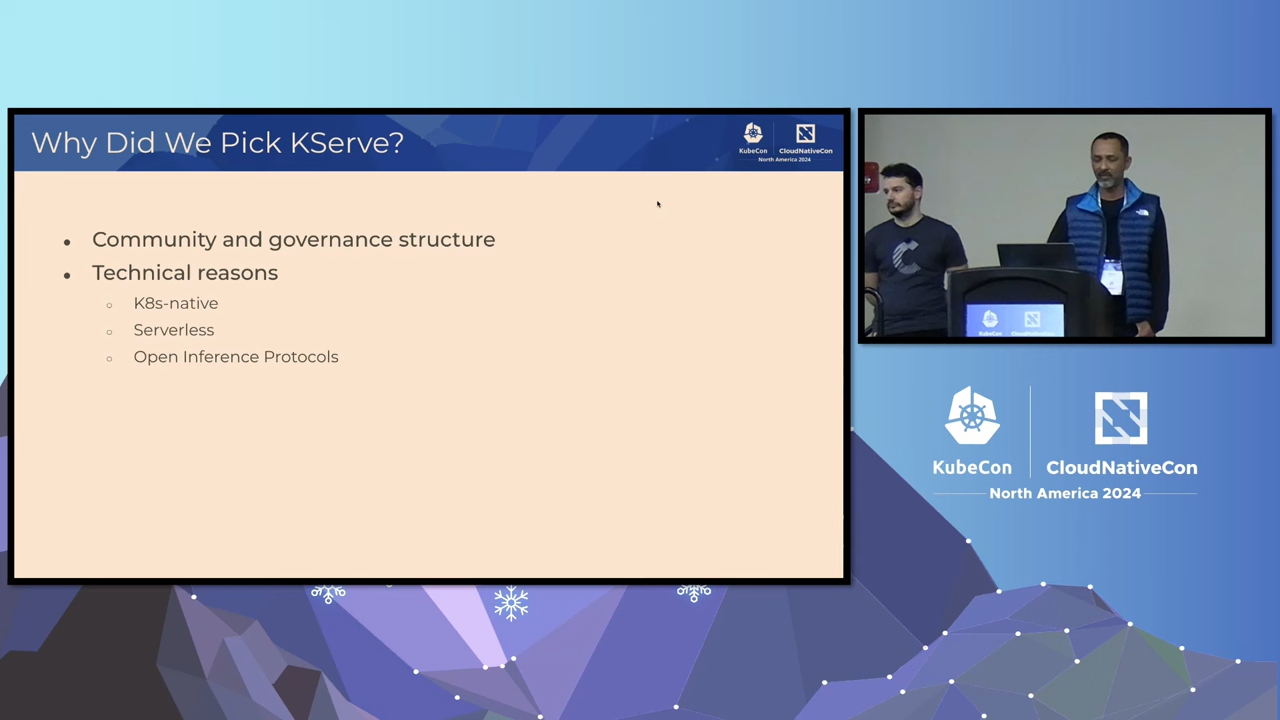 Why Did We Pick KServe?
KubeCon
CloudNativeCon
North America 2024
Community and governance structure
Technical reasons
K8s-native
Serverless
Open Inference Protocols
KubeCon
CloudNativeCon
North America 2024